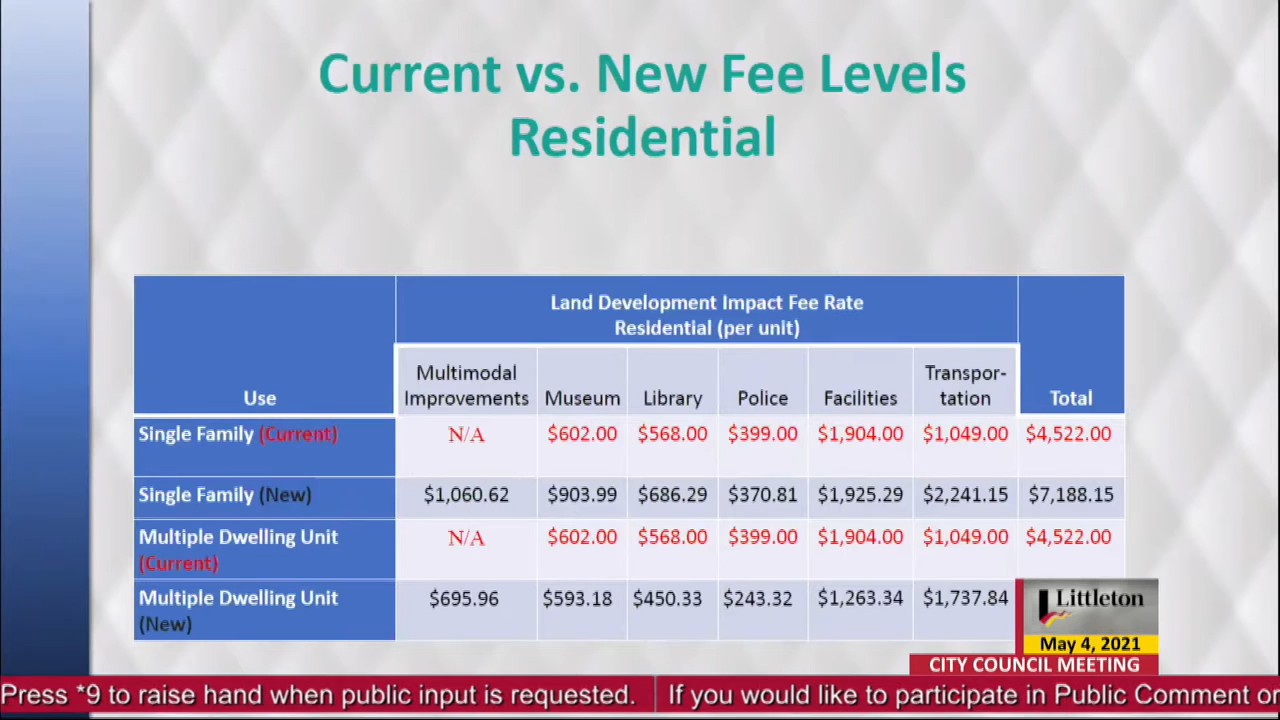 Current vs. New Fee Levels
Residential
Land Development Impact Fee Rate
Residential (per unit)
Use
Multimodal
Improvements
Museum
Library
Police
Facilities
Transpor-
tation
Total
Single Family (Current) N/A $602.00 $568.00 $399.00 $1,904.00 $1,049.00 $4,522.00
Single Family (New) $1,060.62 $903.99 $686.29 $370.81 $1,925.29 $2,241.15 $7,188.15
Multiple Dwelling Unit
(Current) N/A $602.00 $568.00 $399.00 $1,904.00 $1,049.00 $4,522.00
Multiple Dwelling Unit
(New) $695.96 $593.18 $450.33 $243.32 $1,263.34 $1,737.84
Littleton
May 4, 2021
CITY COUNCIL MEETING
Press *9 to raise hand when public input is requested. If you would like to participate in Public Comment or